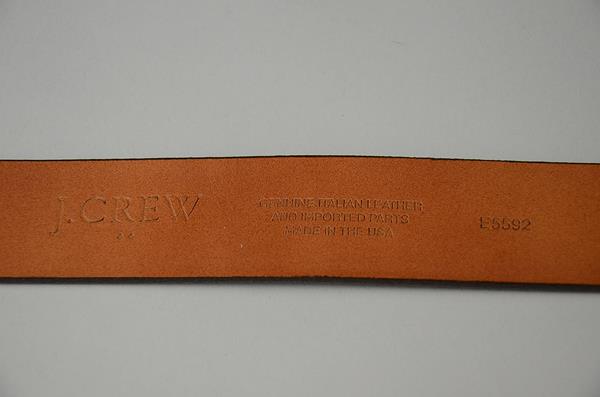 J.CREW
GENUINE ITALIAN LEATHER
AND IMPORTED PARTS
MADE IN THE USA
E5592